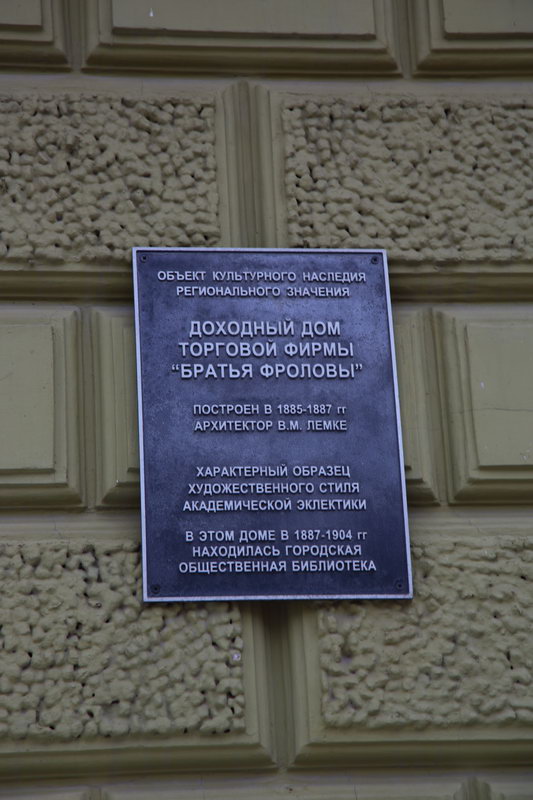 ОБЪЕКТ КУЛЬТУРНОГО НАСЛЕДИЯ
РЕГИОНАЛЬНОГО ЗНАЧЕНИЯ
ДОХОДНЫЙ ДОМ
ТОРГОВОЙ ФИРМЫ
"БРАТЬЯ ФРОЛОВЫ"
ПОСТРОЕН В 1885-1887 гг
АРХИТЕКТОР В.М. ЛЕМКЕ
ХАРАКТЕРНЫЙ ОБРАЗЕЦ
ХУДОЖЕСТВЕННОГО СТИЛЯ
АКАДЕМИЧЕСКОЙ ЭКЛЕКТИКИ
В ЭТОМ ДОМЕ В 1887-1904 гг
НАХОДИЛАСЬ ГОРОДСКАЯ
ОБЩЕСТВЕННАЯ БИБЛИОТЕКА